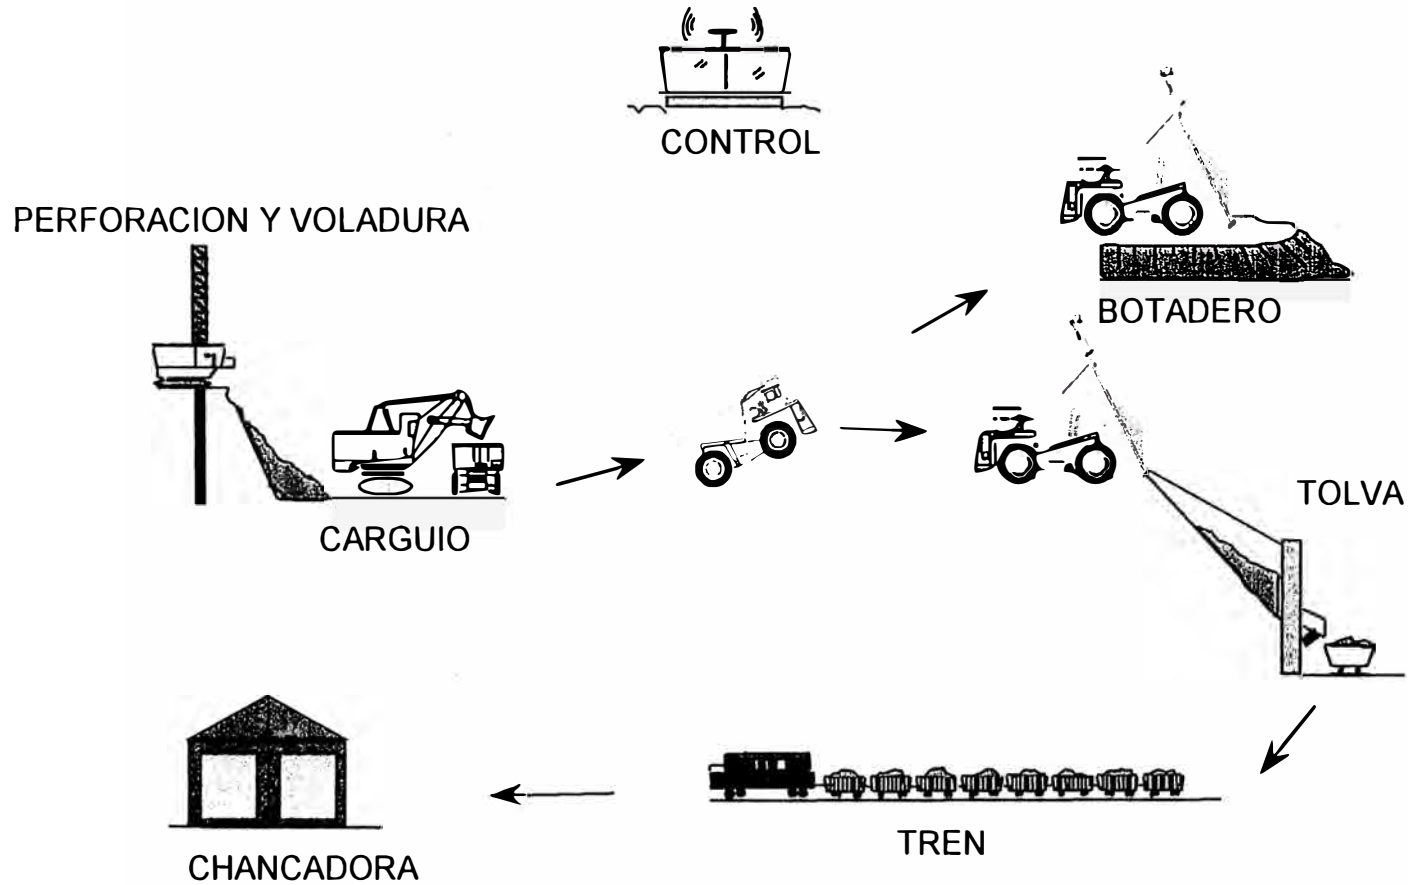 CONTROL
PERFORACION Y VOLADURA
BOTADERO
TOLVA
CARGUIO
TREN
CHANCADORA